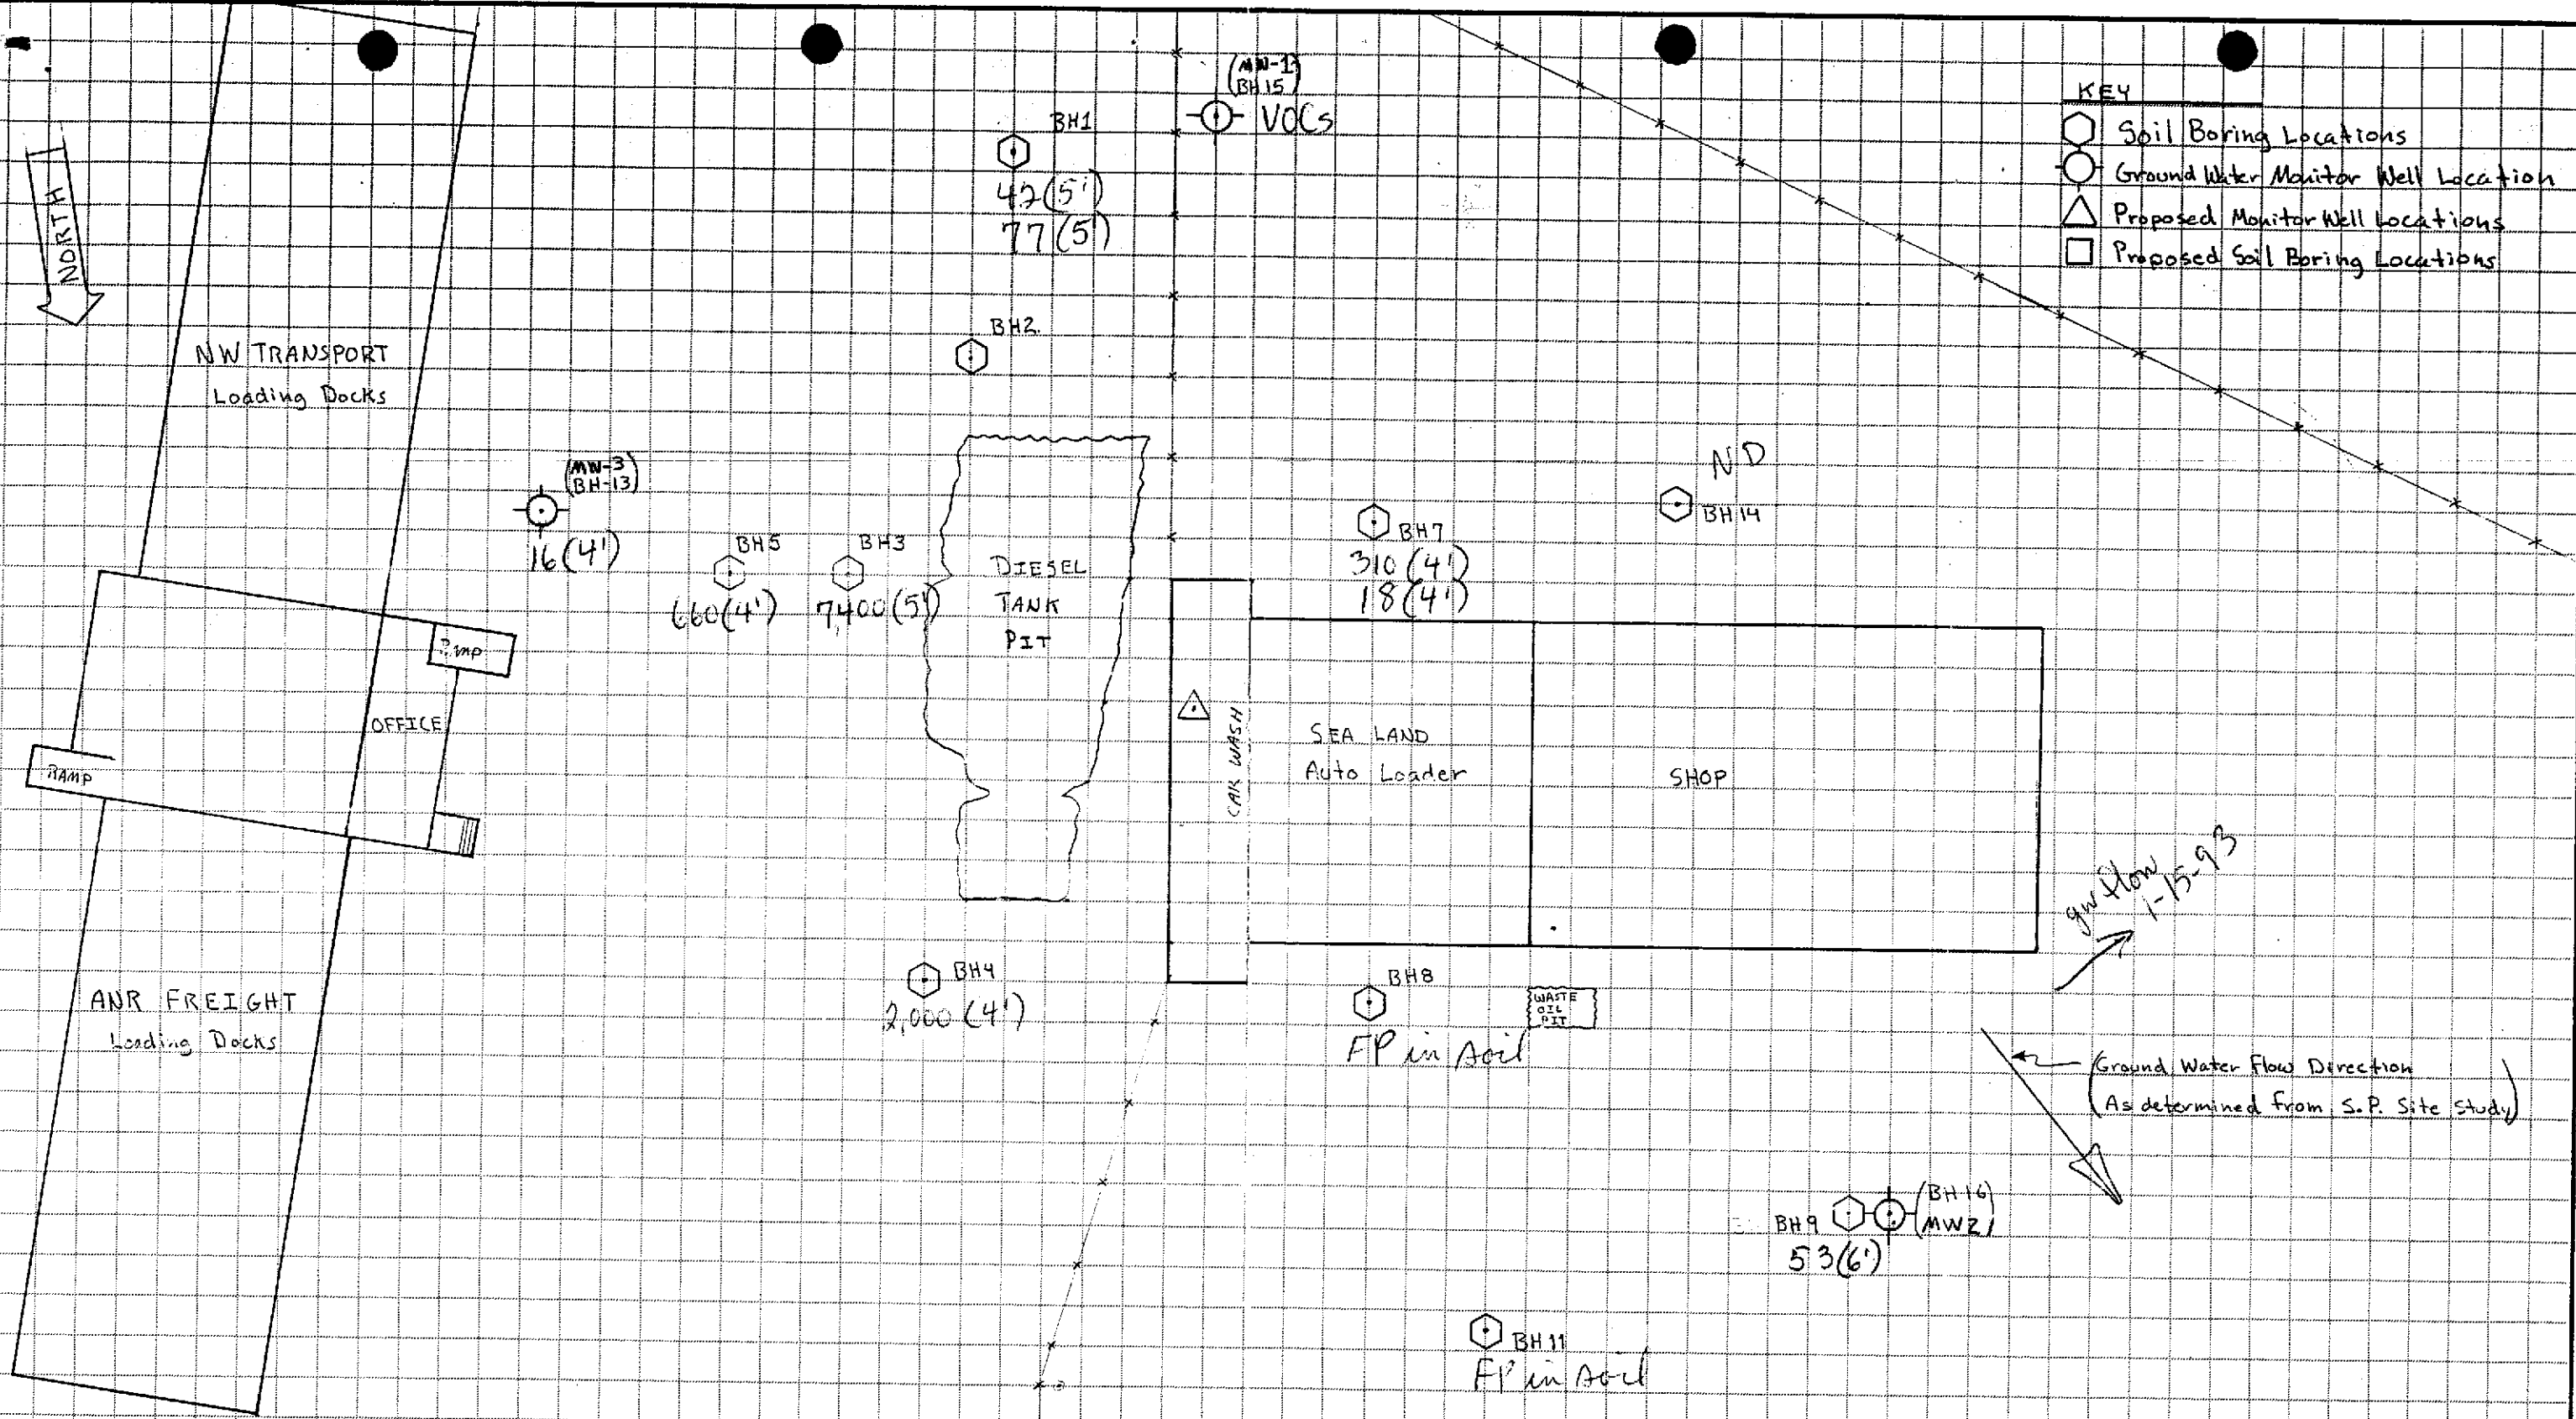 (MW-1)
(BH15)
VOCs
BH1
42(5')
77(5')
KEY
Soil Boring Locations
Ground Water Monitor Well Location
Proposed Monitor Well Locations
Proposed Soil Boring Locations
NORTH
BH2.
NW TRANSPORT
Loading Docks
(MW-3)
(BH-13)
16(4')
BH5
660(4')
BH3
7400(5')
DIESEL
TANK
PIT
BH7
310(4')
18(4')
ND
BH14
OFFICE
RAMP
CAR WASH
SEA LAND
Auto Loader
SHOP
gw flow
1-15-93
BH4
2,000(4')
BH8
FP in soil
WASTE
OIL
PIT
ANR FREIGHT
Loading Docks
(Ground Water Flow Direction
(As determined from S.P. Site Study)
BH9
53(6')
(BH16)
(MW2)
BH11
FP in soil